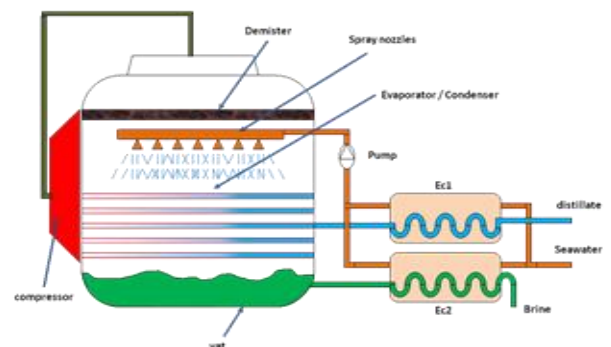 Demister
Spray nozzles
Evaporator / Condenser
Pump
Ec1
distillate
Seawater
compressor
Ec2
Brine
vat